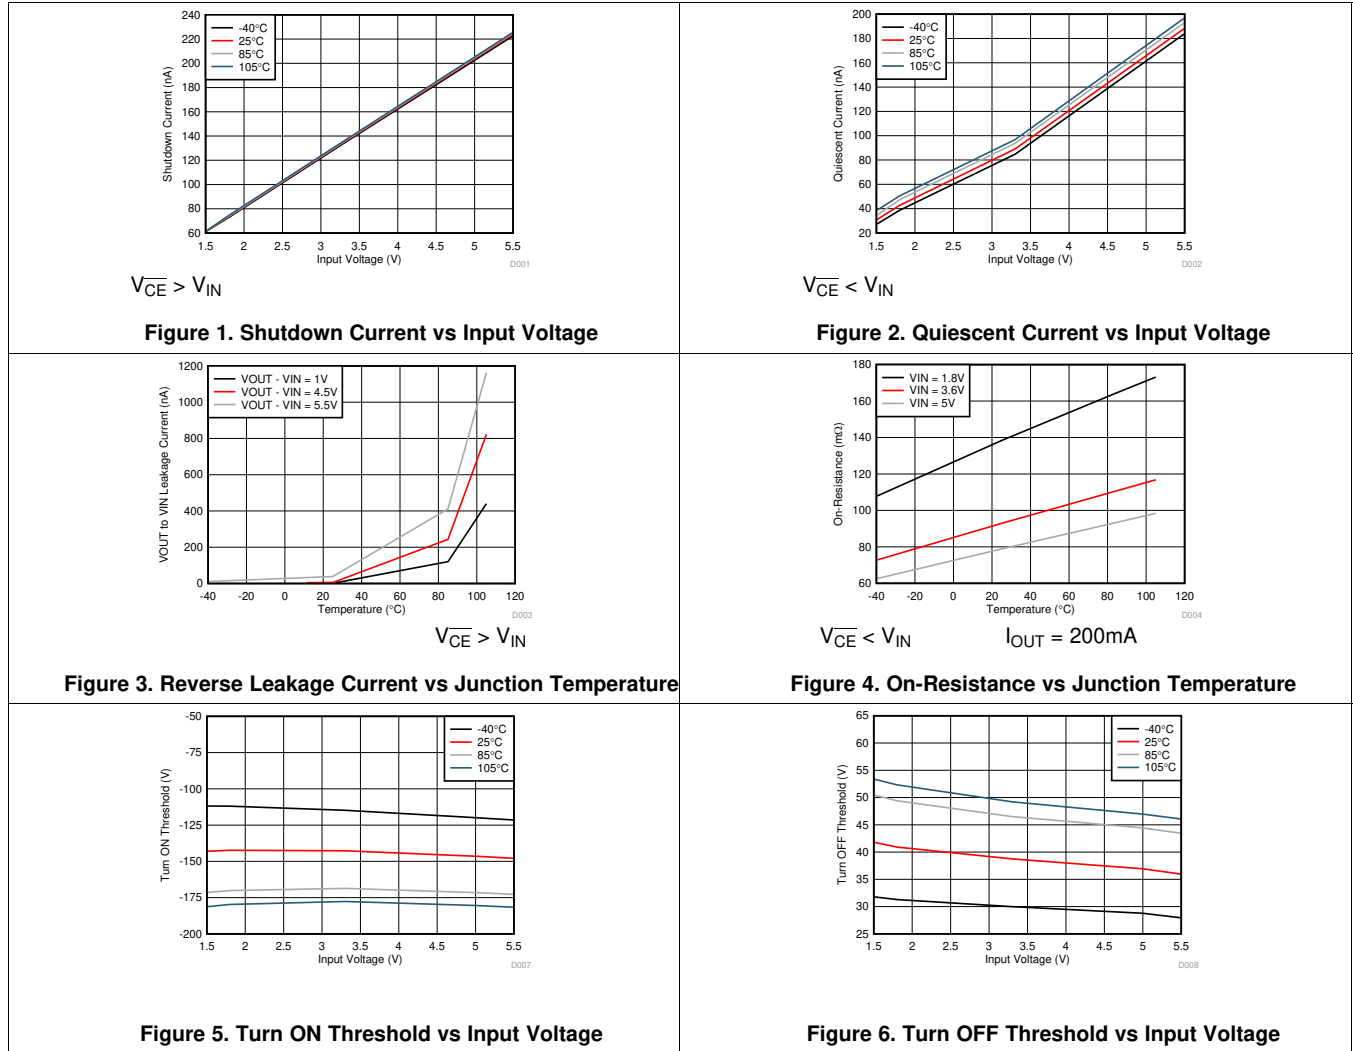 240
220
200
180
160
140
120
100
80
60
Shutdown Current (nA)
-40°C
25°C
85°C
105°C
1.5 2 2.5 3 3.5 4 4.5 5 5.5
Input Voltage (V)
D001
VCE > VIN
Figure 1. Shutdown Current vs Input Voltage
200
180
160
140
120
100
80
60
40
20
Quiescent Current (nA)
-40°C
25°C
85°C
105°C
1.5 2 2.5 3 3.5 4 4.5 5 5.5
Input Voltage (V)
D002
VCE < VIN
Figure 2. Quiescent Current vs Input Voltage
1200
1000
800
600
400
200
0
VOUT to VIN Leakage Current (nA)
VOUT - VIN = 1V
VOUT - VIN = 4.5V
VOUT - VIN = 5.5V
-40 -20 0 20 40 60 80 100 120
Temperature (°C)
D003
VCE > VIN
Figure 3. Reverse Leakage Current vs Junction Temperature
180
160
140
120
100
80
60
On-Resistance (mΩ)
VIN = 1.8V
VIN = 3.6V
VIN = 5V
-40 -20 0 20 40 60 80 100 120
Temperature (°C)
D004
VCE < VIN IOUT = 200mA
Figure 4. On-Resistance vs Junction Temperature
-50
-75
-100
-125
-150
-175
-200
Turn ON Threshold (V)
-40°C
25°C
85°C
105°C
1.5 2 2.5 3 3.5 4 4.5 5 5.5
Input Voltage (V)
D007
Figure 5. Turn ON Threshold vs Input Voltage
65
60
55
50
45
40
35
30
25
Turn OFF Threshold (V)
-40°C
25°C
85°C
105°C
1.5 2 2.5 3 3.5 4 4.5 5 5.5
Input Voltage (V)
D008
Figure 6. Turn OFF Threshold vs Input Voltage